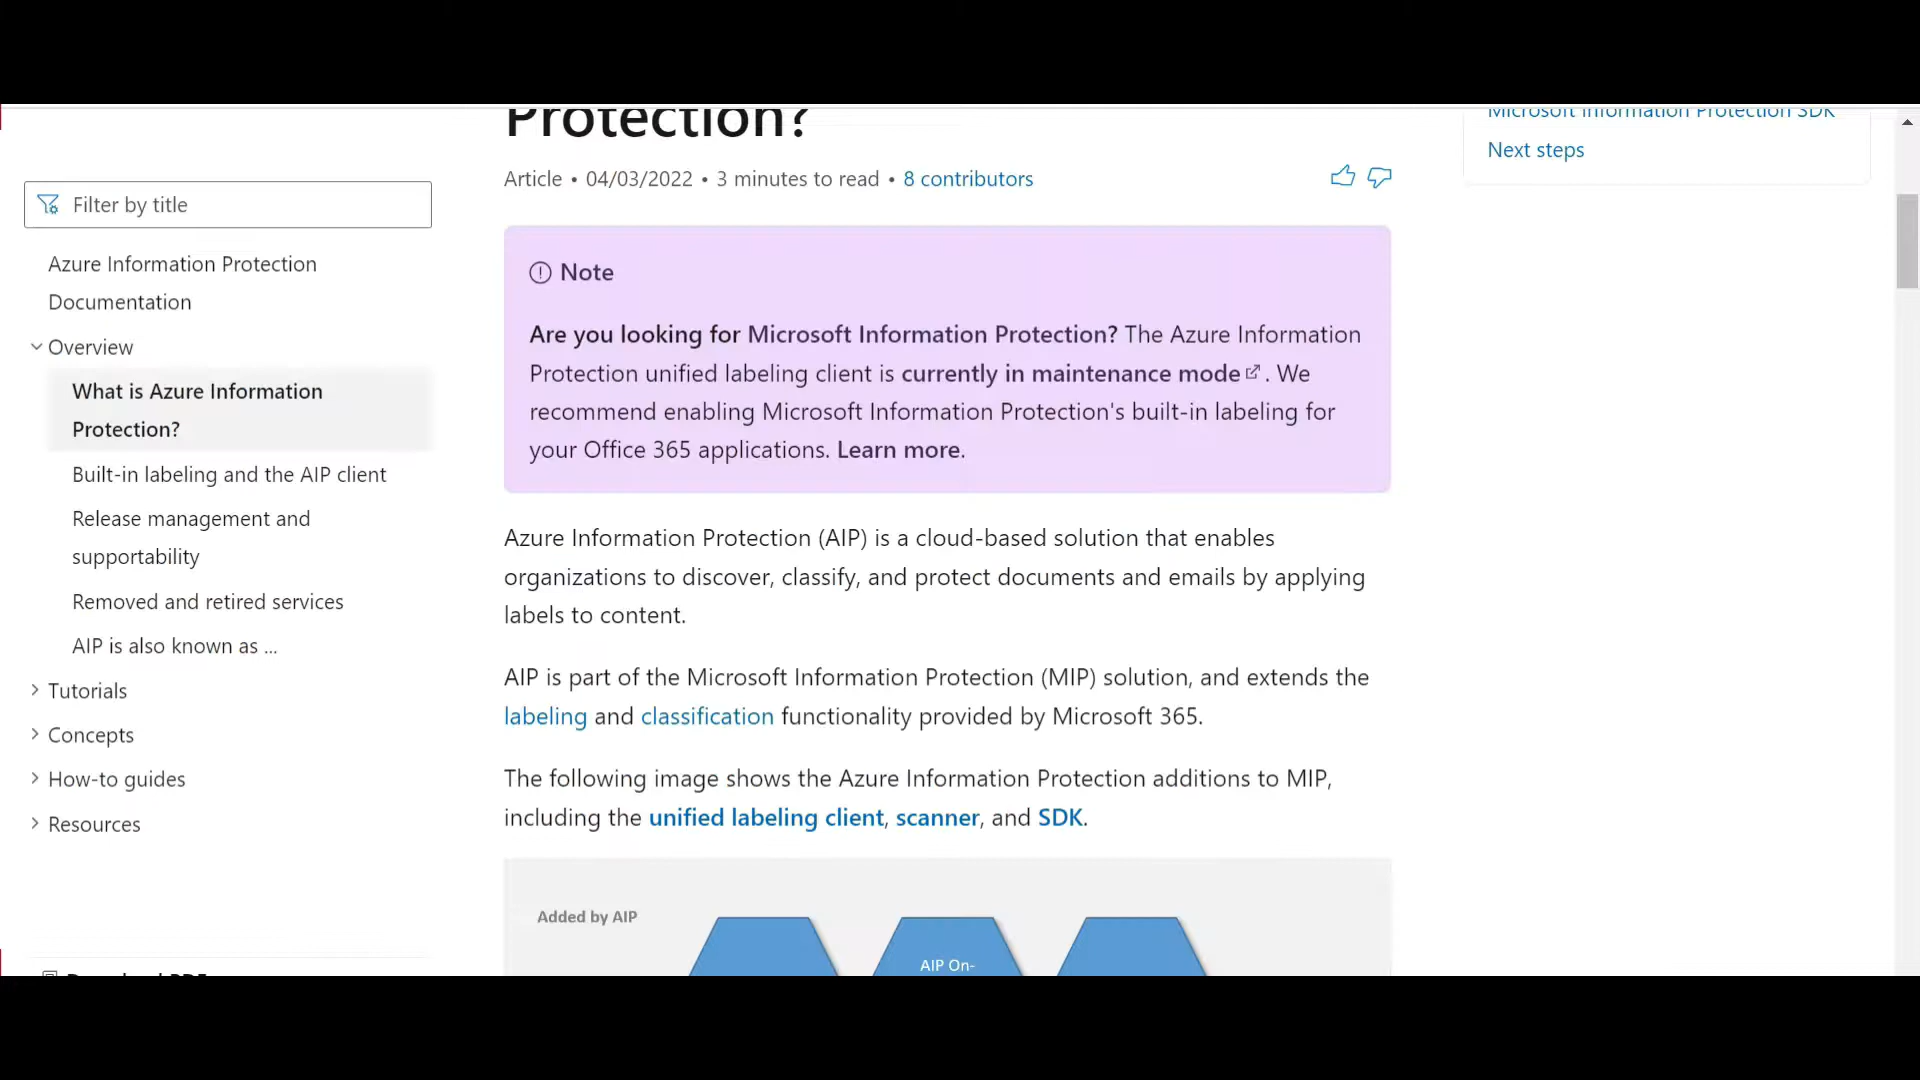 Protection?
Article • 04/03/2022 • 3 minutes to read • 8 contributors
Microsoft Information Protection SDK
Next steps
Filter by title
Azure Information Protection
Documentation
Overview
What is Azure Information
Protection?
Built-in labeling and the AIP client
Release management and
supportability
Removed and retired services
AIP is also known as ...
Tutorials
Concepts
How-to guides
Resources
Download PDF
Note
Are you looking for Microsoft Information Protection? The Azure Information
Protection unified labeling client is currently in maintenance mode. We
recommend enabling Microsoft Information Protection's built-in labeling for
your Office 365 applications. Learn more.
Azure Information Protection (AIP) is a cloud-based solution that enables
organizations to discover, classify, and protect documents and emails by applying
labels to content.
AIP is part of the Microsoft Information Protection (MIP) solution, and extends the
labeling and classification functionality provided by Microsoft 365.
The following image shows the Azure Information Protection additions to MIP,
including the unified labeling client, scanner, and SDK.
Added by AIP
AIP On-